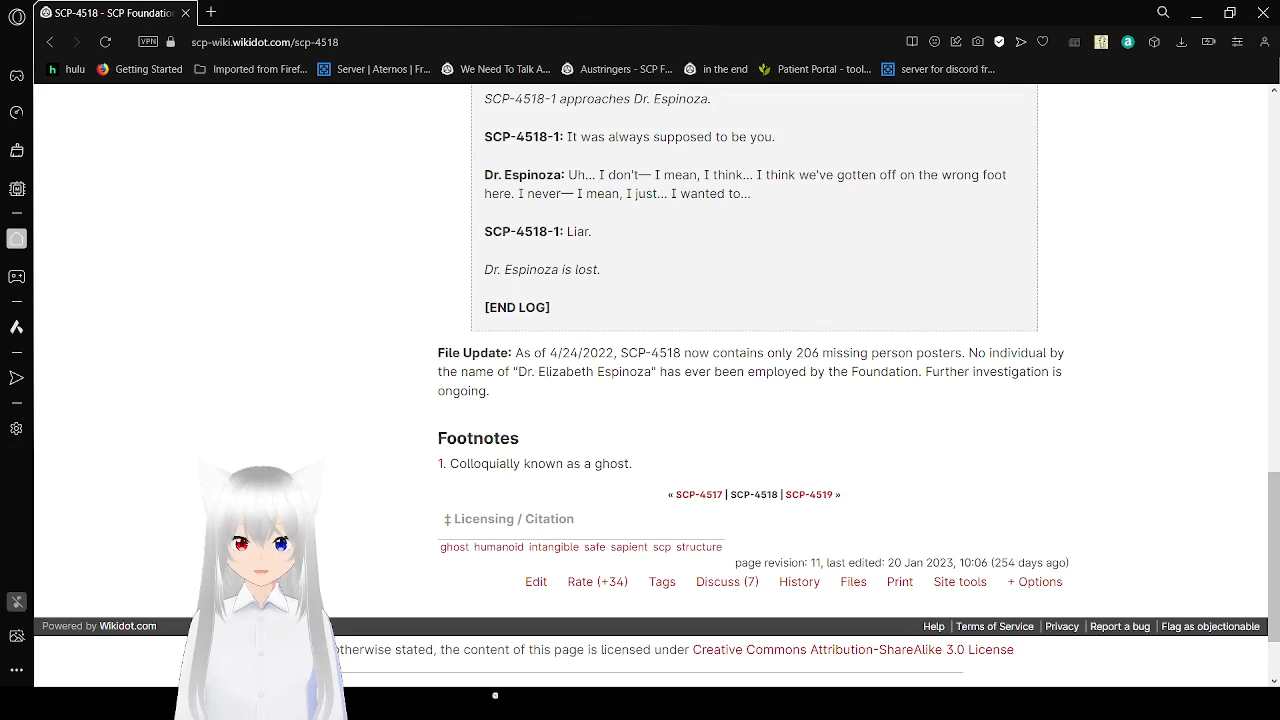 SCP-4518 - SCP Foundation
scp-wiki.wikidot.com/scp-4518
VPN
hulu
Getting Started
Imported from Firef...
Server | Aternos | Fr...
We Need To Talk A...
Austringers - SCP F...
in the end
Patient Portal - tool...
server for discord fr...
SCP-4518-1 approaches Dr. Espinoza.
SCP-4518-1: It was always supposed to be you.
Dr. Espinoza: Uh... I don't— I mean, I think... I think we've gotten off on the wrong foot
here. I never— I mean, I just... I wanted to...
SCP-4518-1: Liar.
Dr. Espinoza is lost.
[END LOG]
File Update: As of 4/24/2022, SCP-4518 now contains only 206 missing person posters. No individual by
the name of "Dr. Elizabeth Espinoza" has ever been employed by the Foundation. Further investigation is
ongoing.
Footnotes
1. Colloquially known as a ghost.
« SCP-4517 | SCP-4518 | SCP-4519 »
‡ Licensing / Citation
ghost humanoid intangible safe sapient scp structure
page revision: 11, last edited: 20 Jan 2023, 10:06 (254 days ago)
Edit Rate (+34) Tags Discuss (7) History Files Print Site tools + Options
Powered by Wikidot.com
Help | Terms of Service | Privacy | Report a bug | Flag as objectionable
otherwise stated, the content of this page is licensed under Creative Commons Attribution-ShareAlike 3.0 License